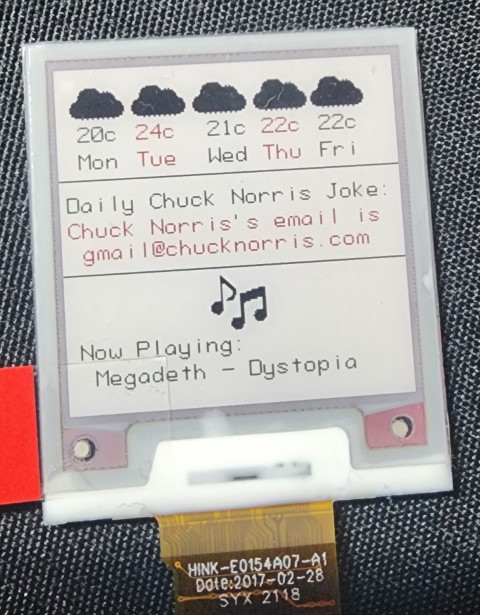 20c 24c 21c 22c 22c
Mon Tue Wed Thu Fri
Daily Chuck Norris Joke:
Chuck Norris's email is
gmail@chucknorris.com
Now Playing:
Megadeth - Dystopia
HINK-E0154A07-A1
Date:2017-02-28
SYX 2118